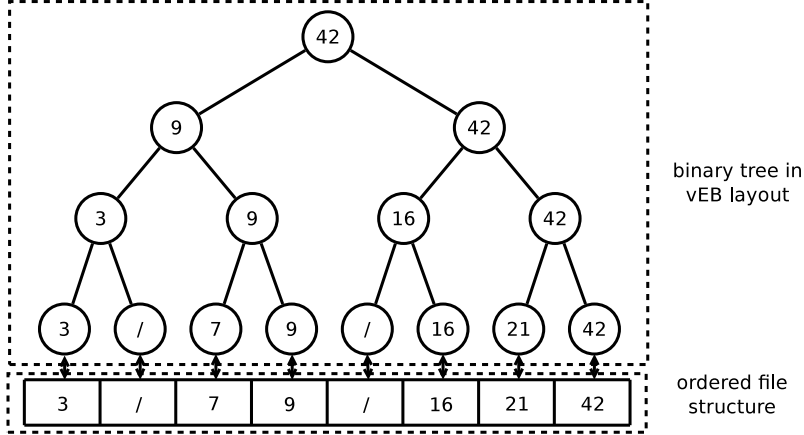 42
9 42
3 9 16 42
3 / 7 9 / 16 21 42
binary tree in
vEB layout
3 / 7 9 / 16 21 42
ordered file
structure